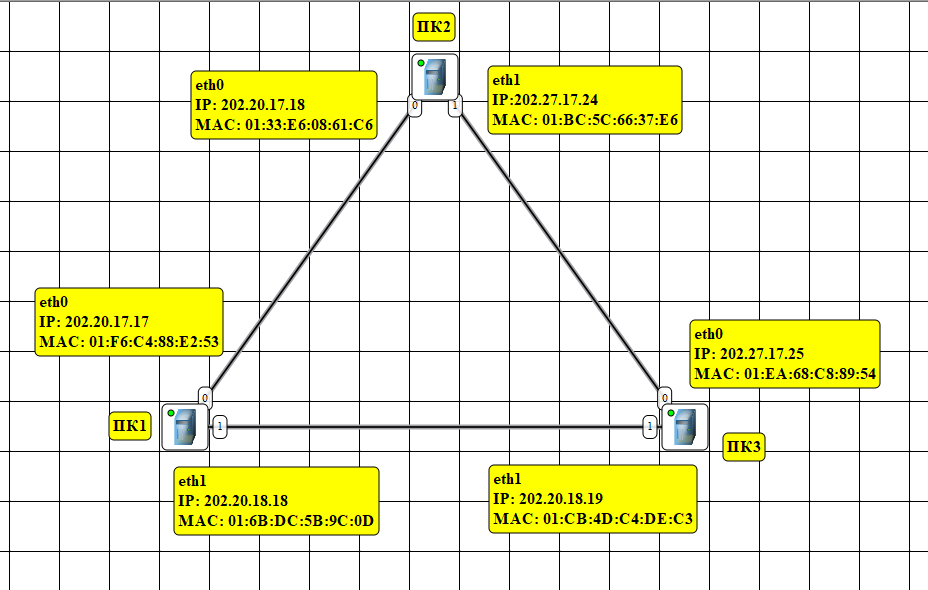 ПК2
eth0
IP: 202.20.17.18
MAC: 01:33:E6:08:61:C6
eth1
IP:202.27.17.24
MAC: 01:BC:5C:66:37:E6
0
1
eth0
IP: 202.20.17.17
MAC: 01:F6:C4:88:E2:53
eth0
IP: 202.27.17.25
MAC: 01:EA:68:C8:89:54
0
0
ПК1
1
1
ПК3
eth1
IP: 202.20.18.18
MAC: 01:6B:DC:5B:9C:0D
eth1
IP: 202.20.18.19
MAC: 01:CB:4D:C4:DE:C3